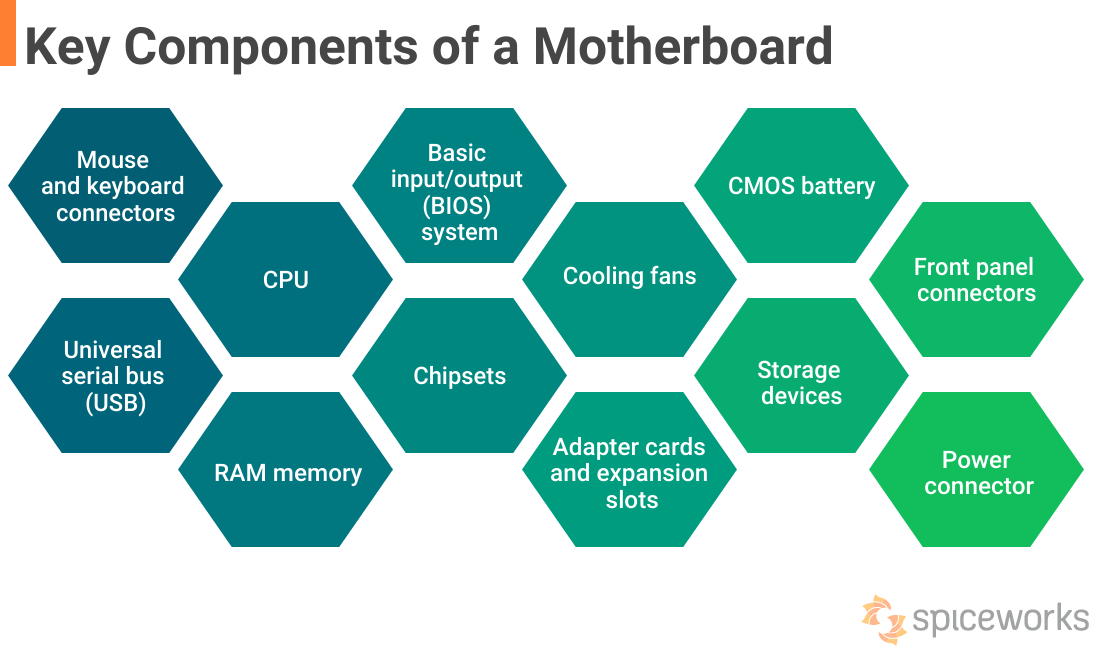 Key Components of a Motherboard
Mouse
and keyboard
connectors
Basic
input/output
(BIOS)
system
CMOS battery
CPU
Cooling fans
Front panel
connectors
Universal
serial bus
(USB)
Chipsets
Storage
devices
RAM memory
Adapter cards
and expansion
slots
Power
connector
spiceworks